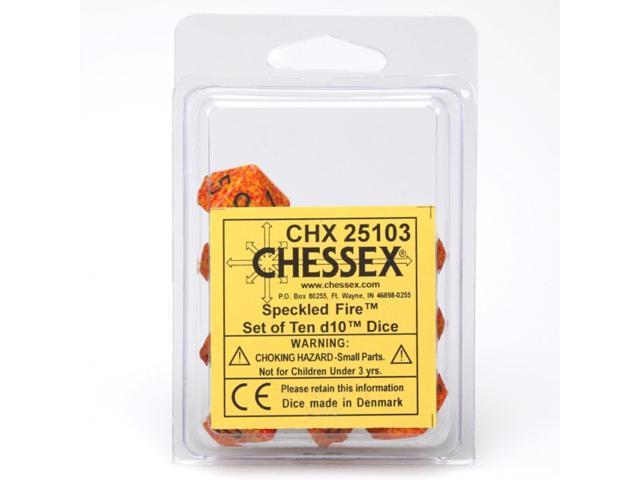 CHX 25103
CHESSEX®
www.chessex.com
P.O. Box 80255, Ft. Wayne, IN 46898-0255
Speckled Fire™
Set of Ten d10™ Dice
WARNING:
CHOKING HAZARD-Small Parts.
Not for Children Under 3 yrs.
CE Please retain this information
Dice made in Denmark